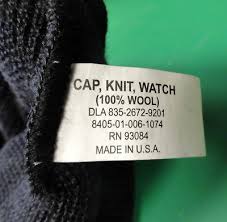 CAP, KNIT, WATCH
(100% WOOL)
DLA 835-2672-9201
8405-01-006-1074
RN 93084
MADE IN U.S.A.